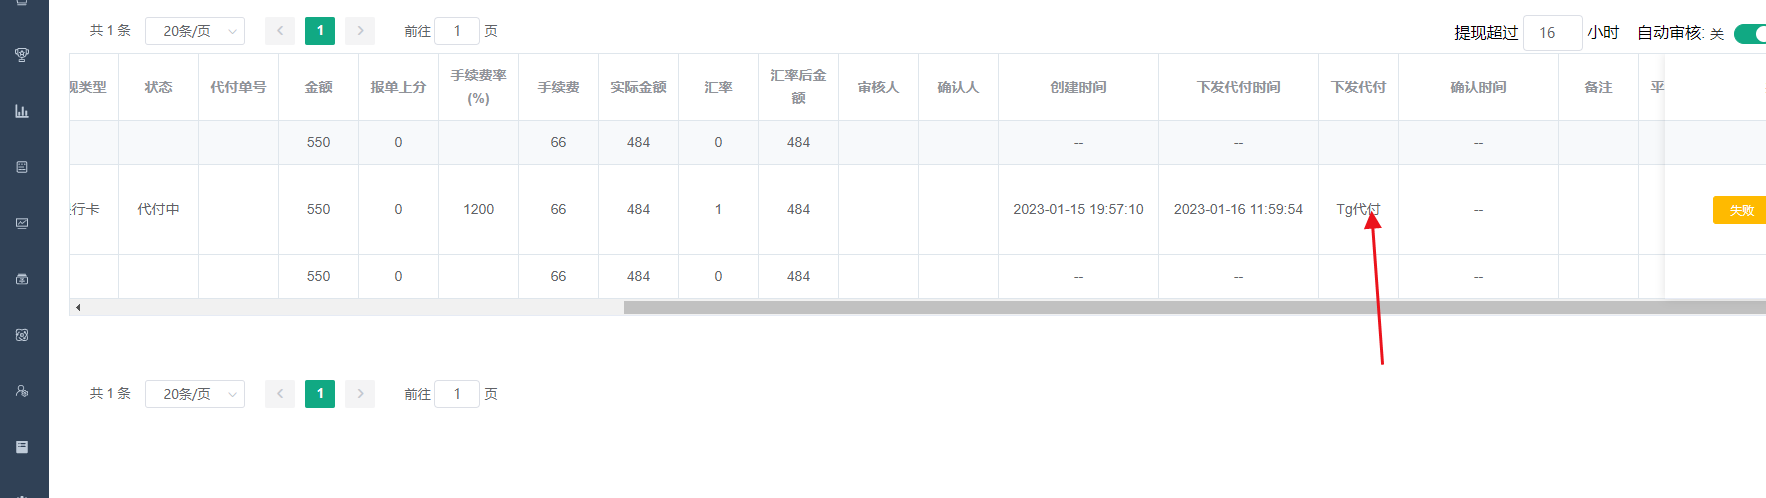 共 1 条 20条/页 1 前往 1 页 提现超过 16 小时 自动审核: 关
现类型 状态 代付单号 金额 报单上分 手续费率(%) 手续费 实际金额 汇率 汇率后金额 审核人 确认人 创建时间 下发代付时间 下发代付 确认时间 备注 平
550 0 66 484 0 484 -- -- --
行卡 代付中 550 0 1200 66 484 1 484 2023-01-15 19:57:10 2023-01-16 11:59:54 Tg代付 -- 失败
550 0 66 484 0 484 -- -- --
共 1 条 20条/页 1 前往 1 页